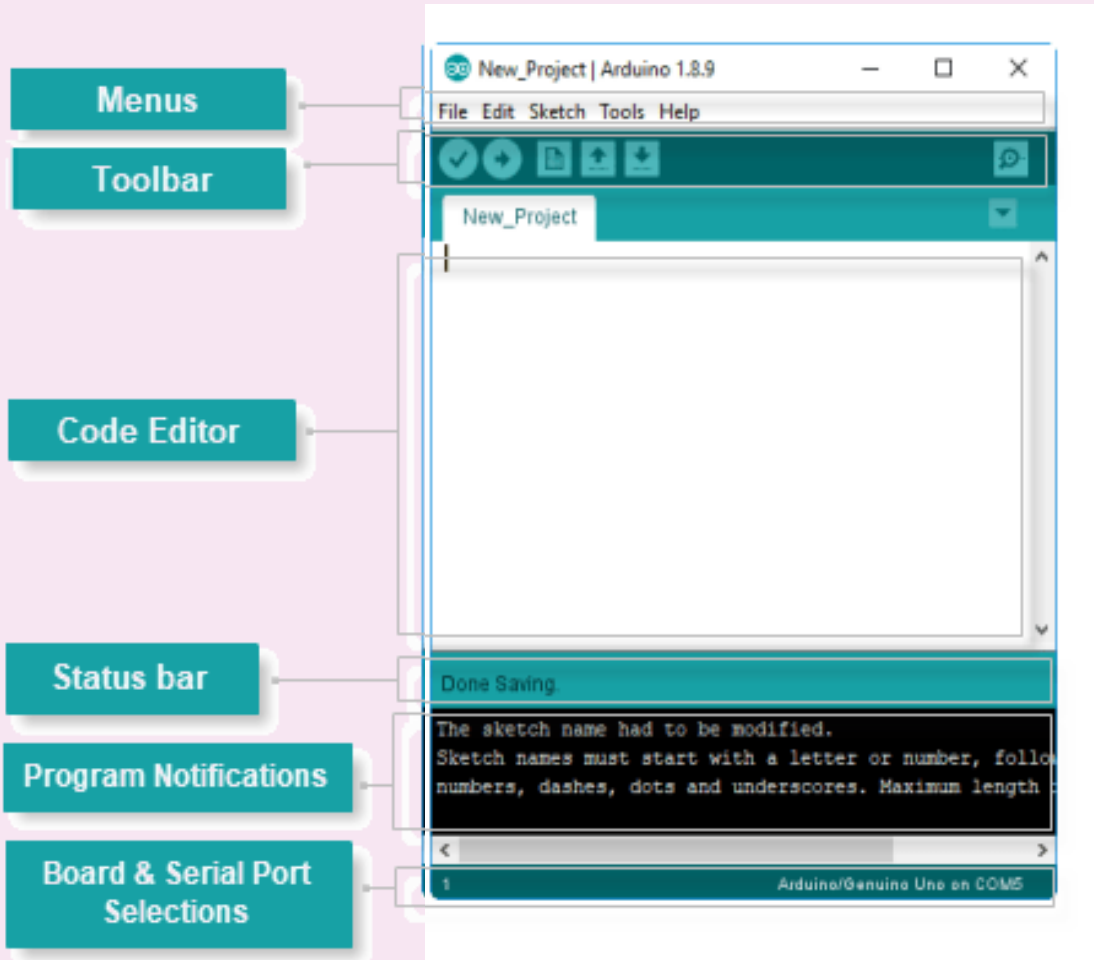 New_Project | Arduino 1.8.9
Menus
File Edit Sketch Tools Help
Toolbar
New_Project
Code Editor
Status bar
Done Saving.
The sketch name had to be modified.
Sketch names must start with a letter or number, follo
numbers, dashes, dots and underscores. Maximum length
Program Notifications
Board & Serial Port
Selections
1
Arduino/Genuino Uno on COM5